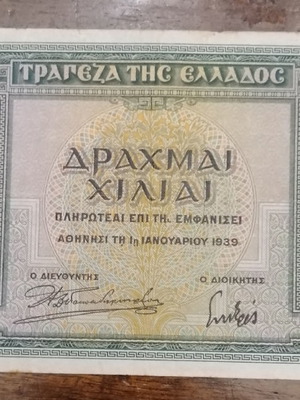 ΤΡΑΠΕΖΑ ΤΗΣ ΕΛΛΑΔΟΣ
ΔΡΑΧΜΑΙ
ΧΙΛΙΑΙ
ΠΛΗΡΩΤΕΑΙ ΕΠΙ ΤΗ ΕΜΦΑΝΙΣΕΙ
ΑΘΗΝΗΣΙ ΤΗ 1η ΙΑΝΟΥΑΡΙΟΥ 1939
Ο ΔΙΕΥΘΥΝΤΗΣ Ο ΔΙΟΙΚΗΤΗΣ